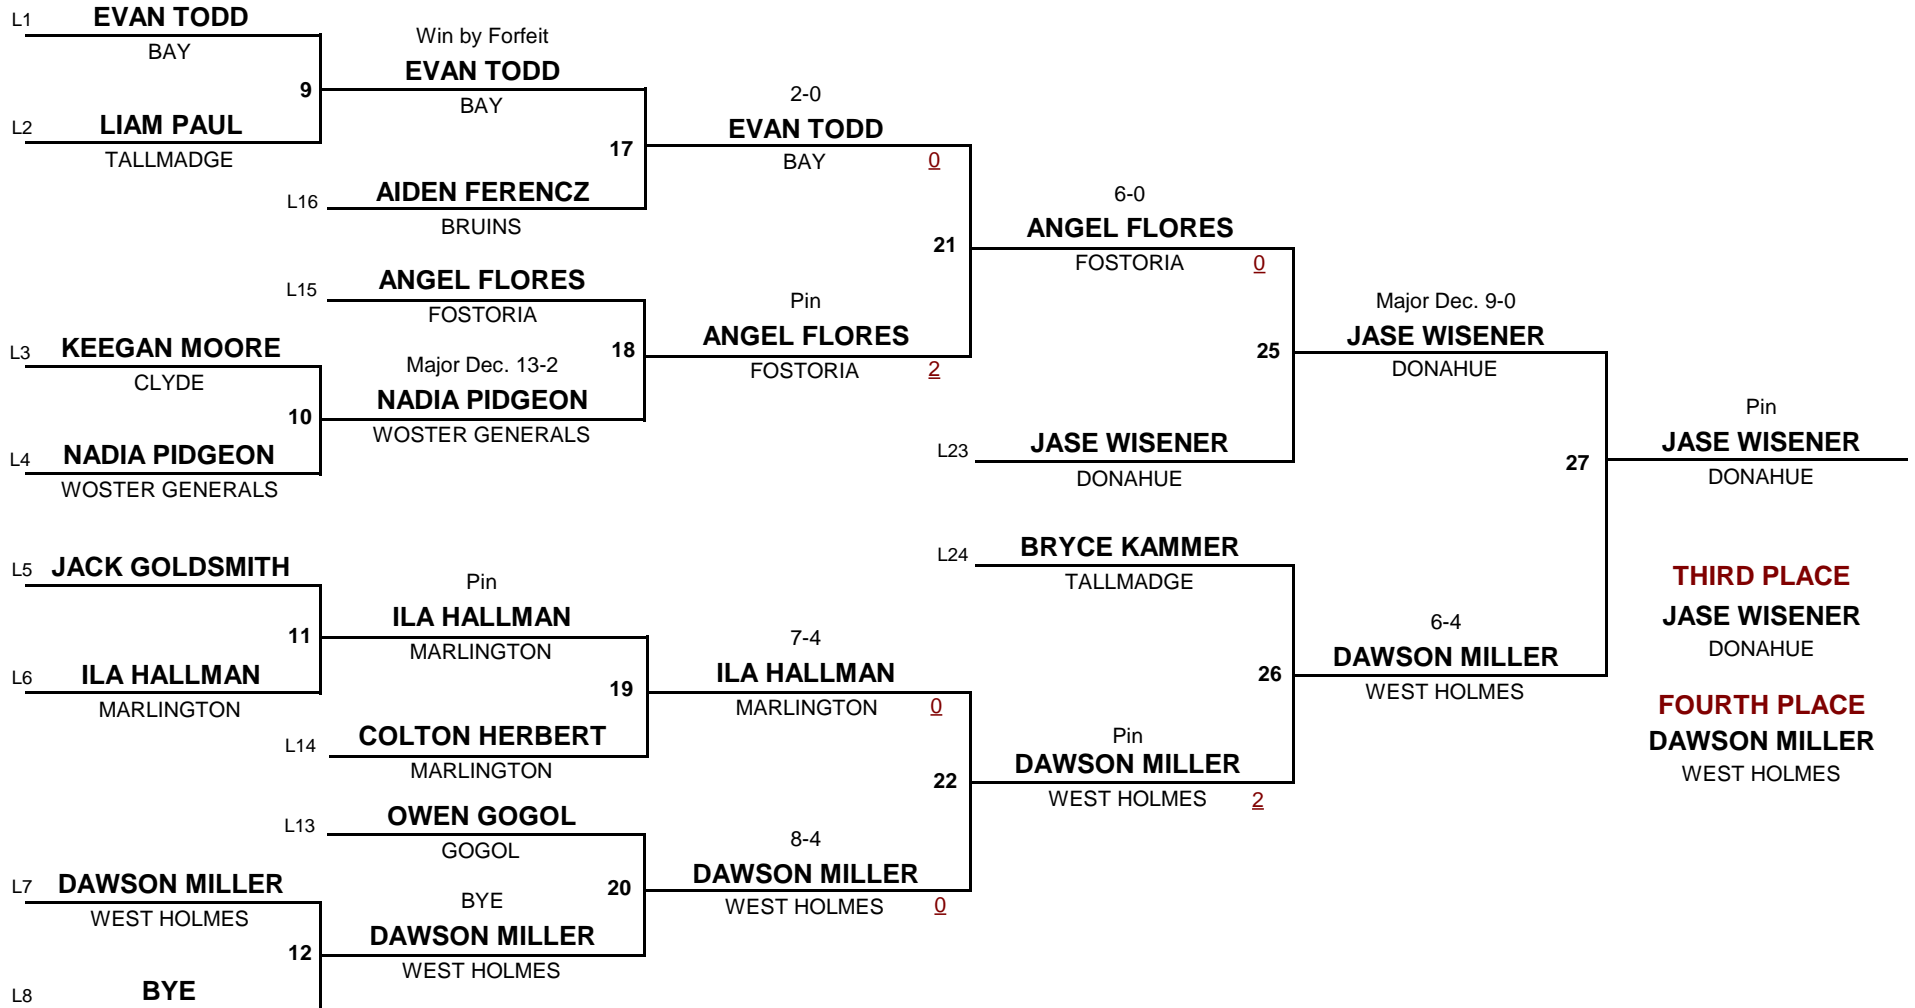 L1 EVAN TODD
BAY
9
L2 LIAM PAUL
TALLMADGE
Win by Forfeit
EVAN TODD
BAY
17
L16 AIDEN FERENCZ
BRUINS
2-0
EVAN TODD
BAY 0
21
L15 ANGEL FLORES
FOSTORIA
18
L3 KEEGAN MOORE
CLYDE
10
L4 NADIA PIDGEON
WOSTER GENERALS
Major Dec. 13-2
NADIA PIDGEON
WOSTER GENERALS
Pin
ANGEL FLORES
FOSTORIA 2
6-0
ANGEL FLORES
FOSTORIA 0
25
L23 JASE WISENER
DONAHUE
Major Dec. 9-0
JASE WISENER
DONAHUE
27
Pin
JASE WISENER
DONAHUE
L5 JACK GOLDSMITH
11
L6 ILA HALLMAN
MARLINGTON
Pin
ILA HALLMAN
MARLINGTON
19
L14 COLTON HERBERT
MARLINGTON
7-4
ILA HALLMAN
MARLINGTON 0
22
L13 OWEN GOGOL
GOGOL
20
L7 DAWSON MILLER
WEST HOLMES
12
L8 BYE
BYE
DAWSON MILLER
WEST HOLMES
8-4
DAWSON MILLER
WEST HOLMES 0
L24 BRYCE KAMMER
TALLMADGE
26
Pin
DAWSON MILLER
WEST HOLMES 2
6-4
DAWSON MILLER
WEST HOLMES
THIRD PLACE
JASE WISENER
DONAHUE
FOURTH PLACE
DAWSON MILLER
WEST HOLMES